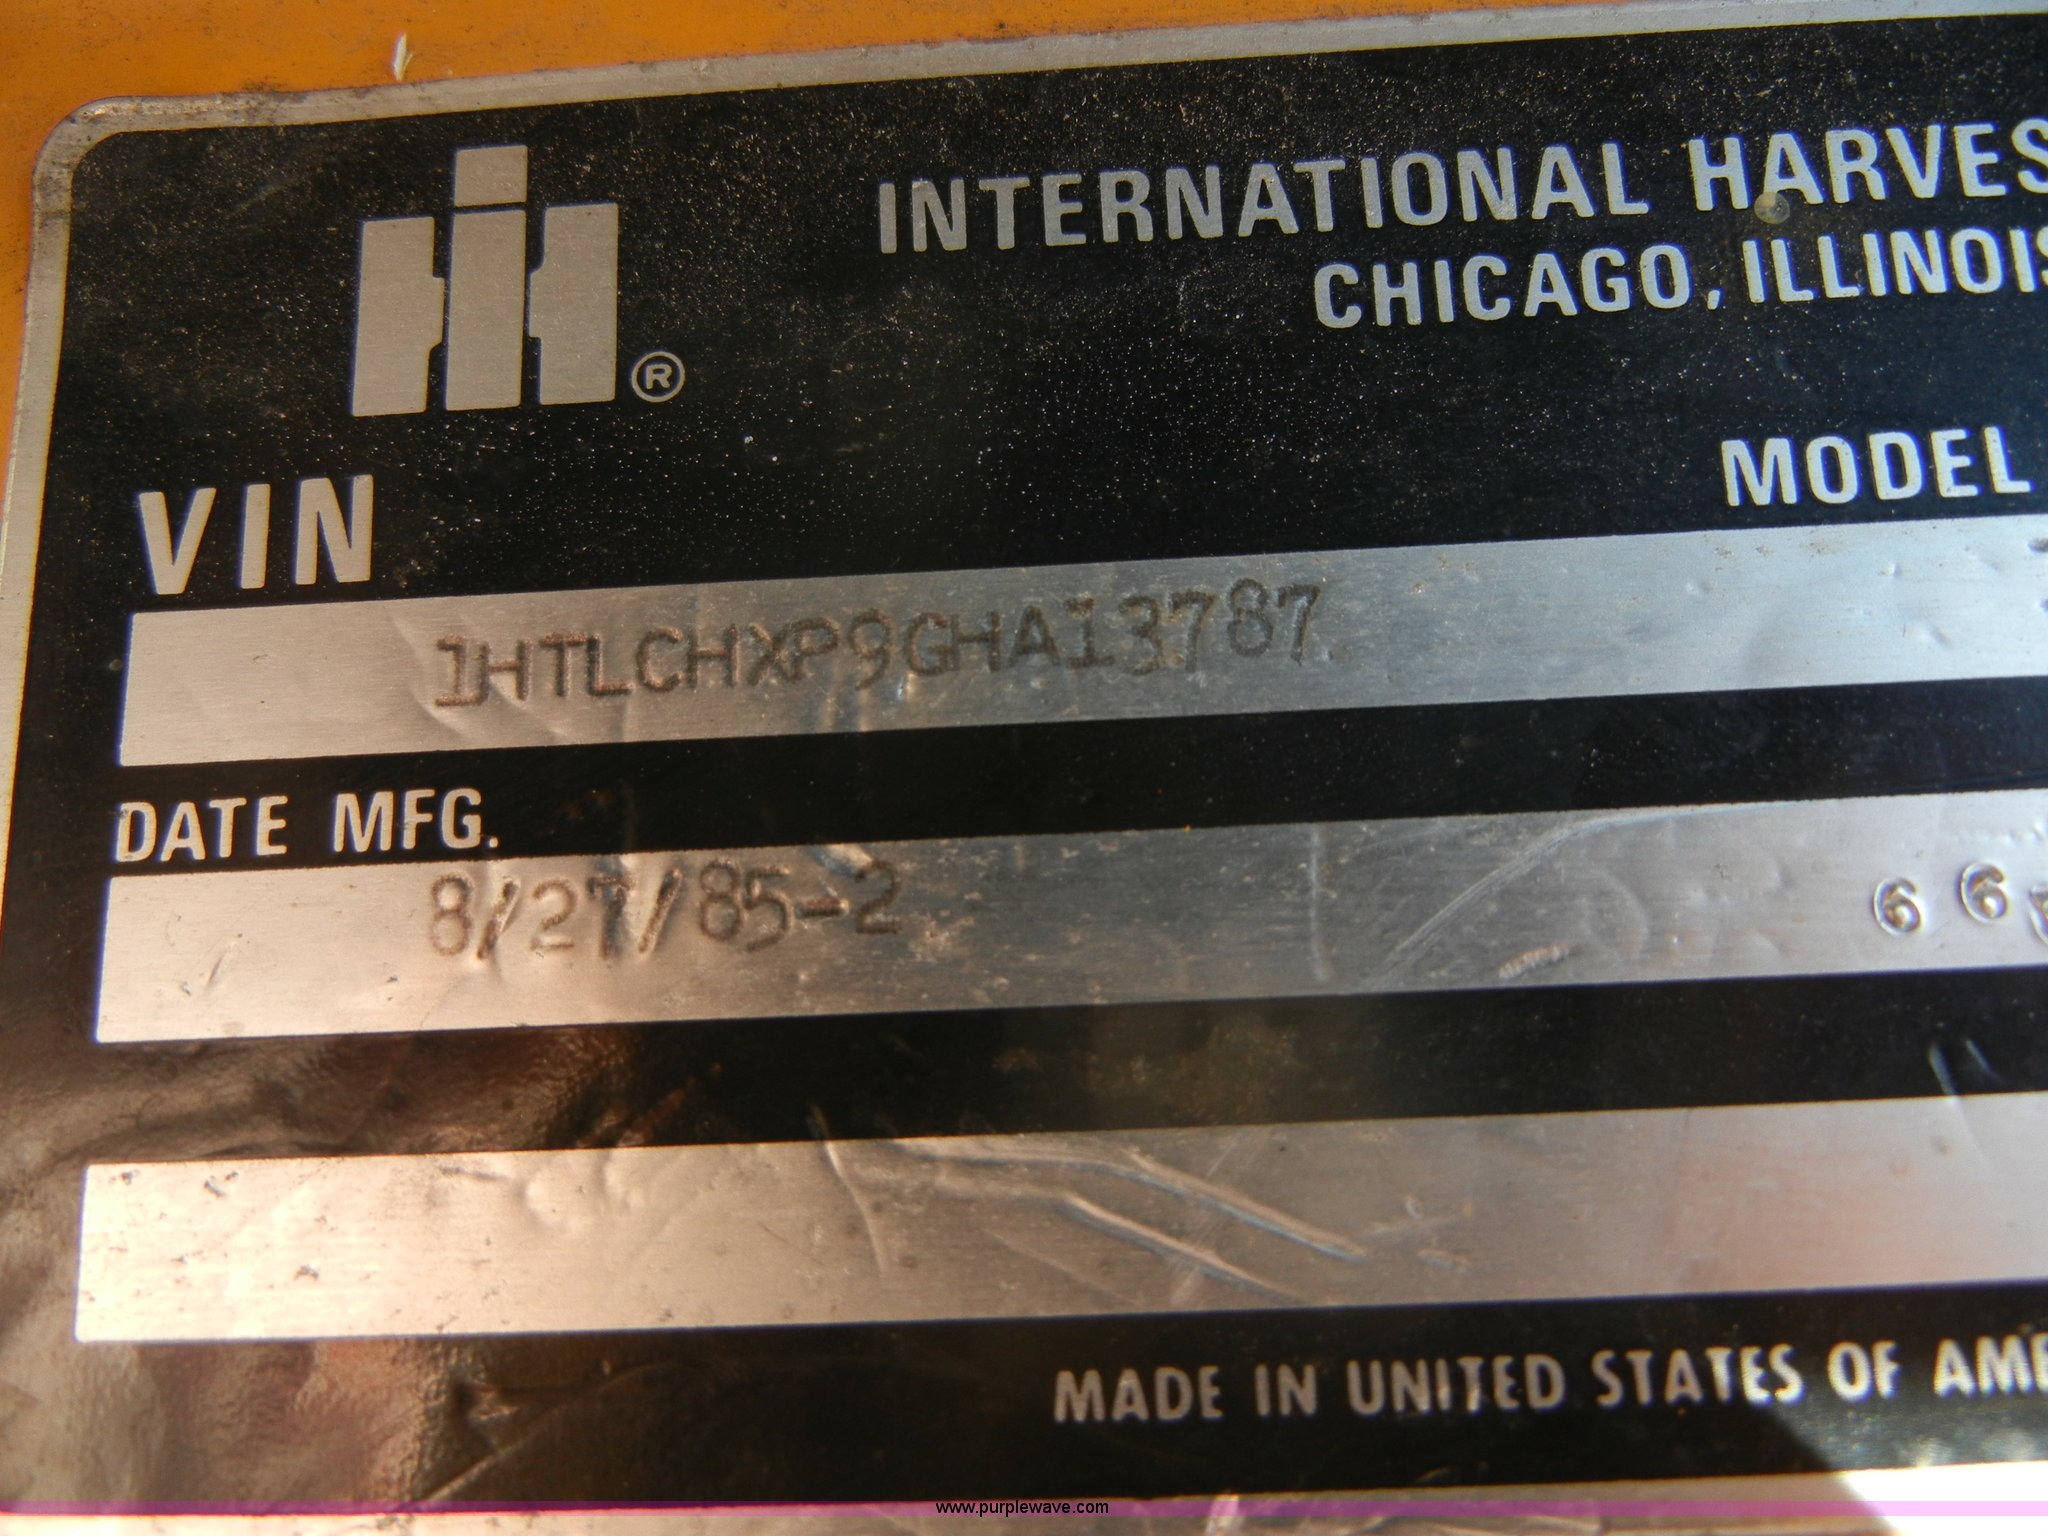 ®
INTERNATIONAL HARVES
CHICAGO, ILLINOIS
MODEL
VIN
1HTLCHXP9GHA13787
DATE MFG.
8/27/85-2
66
MADE IN UNITED STATES OF AME
www.purplewave.com